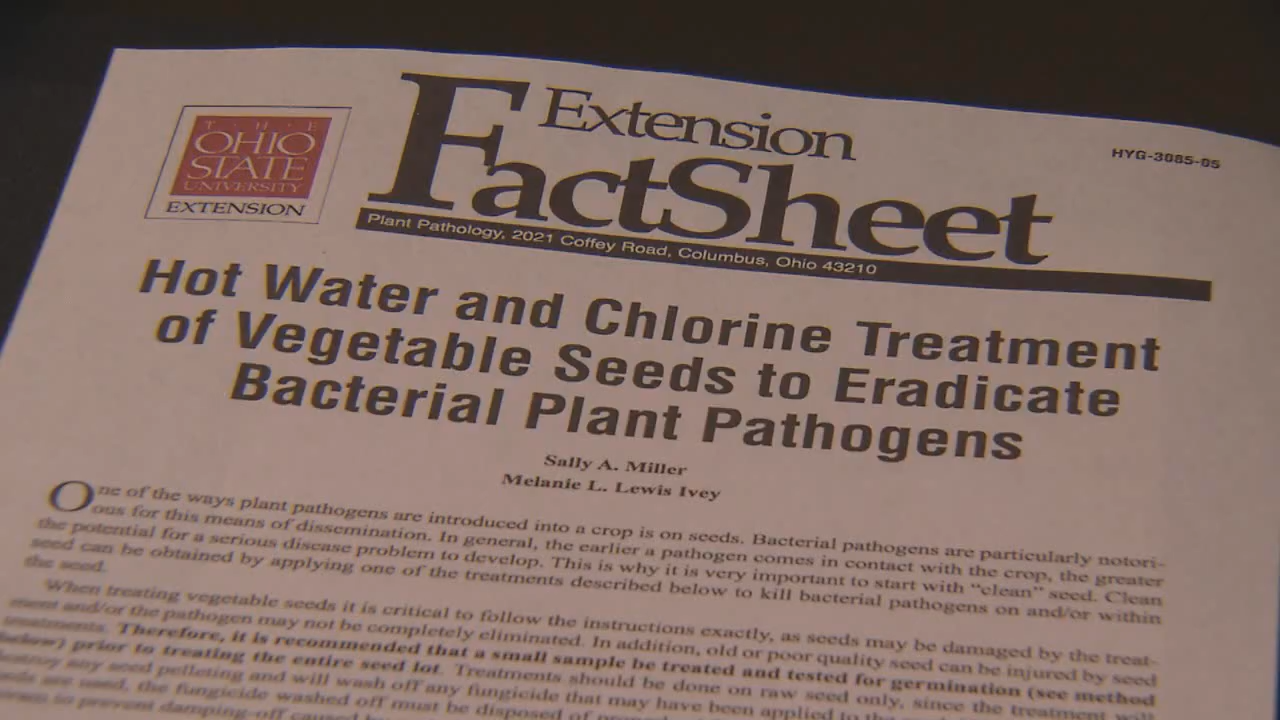 THE
OHIO
STATE
UNIVERSITY
EXTENSION
Extension
FactSheet
HYG-3085-05
Plant Pathology, 2021 Coffey Road, Columbus, Ohio 43210
Hot Water and Chlorine Treatment
of Vegetable Seeds to Eradicate
Bacterial Plant Pathogens
Sally A. Miller
Melanie L. Lewis Ivey
One of the ways plant pathogens are introduced into a crop is on seeds. Bacterial pathogens are particularly notori-
ous for this means of dissemination. In general, the earlier a pathogen comes in contact with the crop, the greater
the potential for a serious disease problem to develop. This is why it is very important to start with “clean” seed. Clean
seed can be obtained by applying one of the treatments described below to kill bacterial pathogens on and/or within
the seed.
When treating vegetable seeds it is critical to follow the instructions exactly, as seeds may be damaged by the treat-
ment and/or the pathogen may not be completely eliminated. In addition, old or poor quality seed can be injured by seed
treatments. Therefore, it is recommended that a small sample be treated and tested for germination (see method
below) prior to treating the entire seed lot. Treatments should be done on raw seed only, since the treatment will
destroy any seed pelleting and will wash off any fungicide that may have been applied to the
are used, the fungicide washed off must be disposed of
to prevent damping-off caused